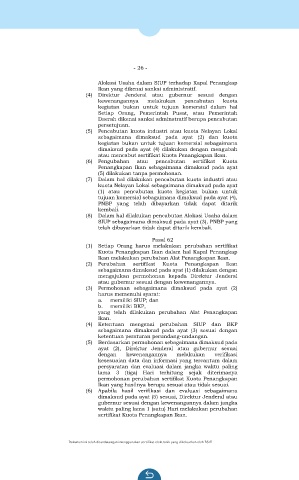 - 26 -
Alokasi Usaha dalam SIUP terhadap Kapal Penangkap
Ikan yang dikenai sanksi administratif.
(4) Direktur Jenderal atau gubernur sesuai dengan
kewenangannya melakukan pencabutan kuota
kegiatan bukan untuk tujuan komersial dalam hal
Setiap Orang, Pemerintah Pusat, atau Pemerintah
Daerah dikenai sanksi administratif berupa pencabutan
persetujuan.
(5) Pencabutan kuota industri atau kuota Nelayan Lokal
sebagaimana dimaksud pada ayat (2) dan kuota
kegiatan bukan untuk tujuan komersial sebagaimana
dimaksud pada ayat (4) dilakukan dengan mengubah
atau mencabut sertifikat Kuota Penangkapan Ikan.
(6) Pengubahan atau pencabutan sertifikat Kuota
Penangkapan Ikan sebagaimana dimaksud pada ayat
(5) dilakukan tanpa permohonan.
(7) Dalam hal dilakukan pencabutan kuota industri atau
kuota Nelayan Lokal sebagaimana dimaksud pada ayat
(1) atau pencabutan kuota kegiatan bukan untuk
tujuan komersial sebagaimana dimaksud pada ayat (4),
PNBP yang telah dibayarkan tidak dapat ditarik
kembali.
(8) Dalam hal dilakukan pencabutan Alokasi Usaha dalam
SIUP sebagaimana dimaksud pada ayat (3), PNBP yang
telah dibayarkan tidak dapat ditarik kembali.
Pasal 62
(1) Setiap Orang harus melakukan perubahan sertifikat
Kuota Penangkapan Ikan dalam hal Kapal Penangkap
Ikan melakukan perubahan Alat Penangkapan Ikan.
(2) Perubahan sertifikat Kuota Penangkapan Ikan
sebagaimana dimaksud pada ayat (1) dilakukan dengan
mengajukan permohonan kepada Direktur Jenderal
atau gubernur sesuai dengan kewenangannya.
(3) Permohonan sebagaimana dimaksud pada ayat (2)
harus memenuhi syarat:
a. memiliki SIUP; dan
b. memiliki BKP,
yang telah dilakukan perubahan Alat Penangkapan
Ikan.
(4) Ketentuan mengenai perubahan SIUP dan BKP
sebagaimana dimaksud pada ayat (3) sesuai dengan
ketentuan peraturan perundang-undangan.
(5) Berdasarkan permohonan sebagaimana dimaksud pada
ayat (2), Direktur Jenderal atau gubernur sesuai
dengan kewenangannya melakukan verifikasi
kesesuaian data dan informasi yang tercantum dalam
persyaratan dan evaluasi dalam jangka waktu paling
lama 3 (tiga) Hari terhitung sejak diterimanya
permohonan perubahan sertifikat Kuota Penangkapan
Ikan yang hasilnya berupa sesuai atau tidak sesuai.
(6) Apabila hasil verifikasi dan evaluasi sebagaimana
dimaksud pada ayat (5) sesuai, Direktur Jenderal atau
gubernur sesuai dengan kewenangannya dalam jangka
waktu paling lama 1 (satu) Hari melakukan perubahan
sertifikat Kuota Penangkapan Ikan.